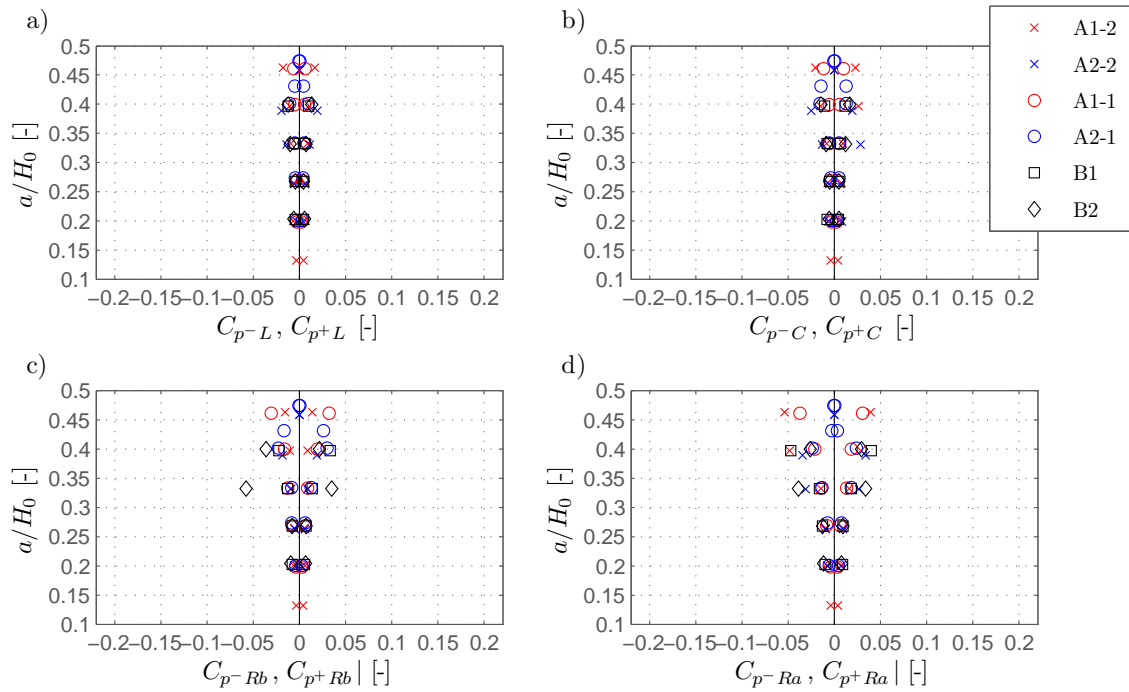 a)
0.5
0.45
0.4
0.35
0.3
0.25
0.2
0.15
0.1
a/H₀ [-]
−0.2 −0.15 −0.1 −0.05 0 0.05 0.1 0.15 0.2
Cₚ⁻L, Cₚ⁺L [-]
b)
0.5
0.45
0.4
0.35
0.3
0.25
0.2
0.15
0.1
a/H₀ [-]
−0.2 −0.15 −0.1 −0.05 0 0.05 0.1 0.15 0.2
Cₚ⁻C, Cₚ⁺C [-]
A1-2
A2-2
A1-1
A2-1
B1
B2
c)
0.5
0.45
0.4
0.35
0.3
0.25
0.2
0.15
0.1
a/H₀ [-]
−0.2 −0.15 −0.1 −0.05 0 0.05 0.1 0.15 0.2
Cₚ⁻Rb, Cₚ⁺Rb| [-]
d)
0.5
0.45
0.4
0.35
0.3
0.25
0.2
0.15
0.1
a/H₀ [-]
−0.2 −0.15 −0.1 −0.05 0 0.05 0.1 0.15 0.2
Cₚ⁻Ra, Cₚ⁺Ra| [-]